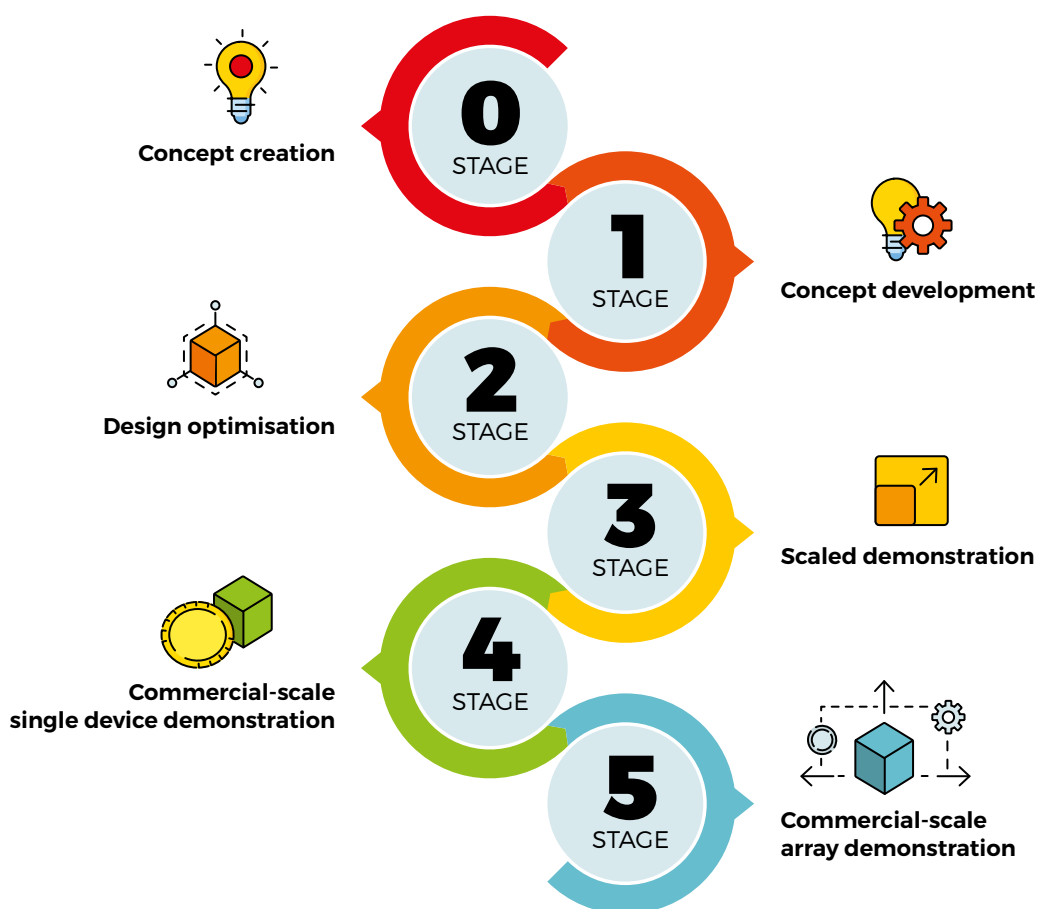 0
STAGE
Concept creation
1
STAGE
Concept development
2
STAGE
Design optimisation
3
STAGE
Scaled demonstration
4
STAGE
Commercial-scale
single device demonstration
5
STAGE
Commercial-scale
array demonstration